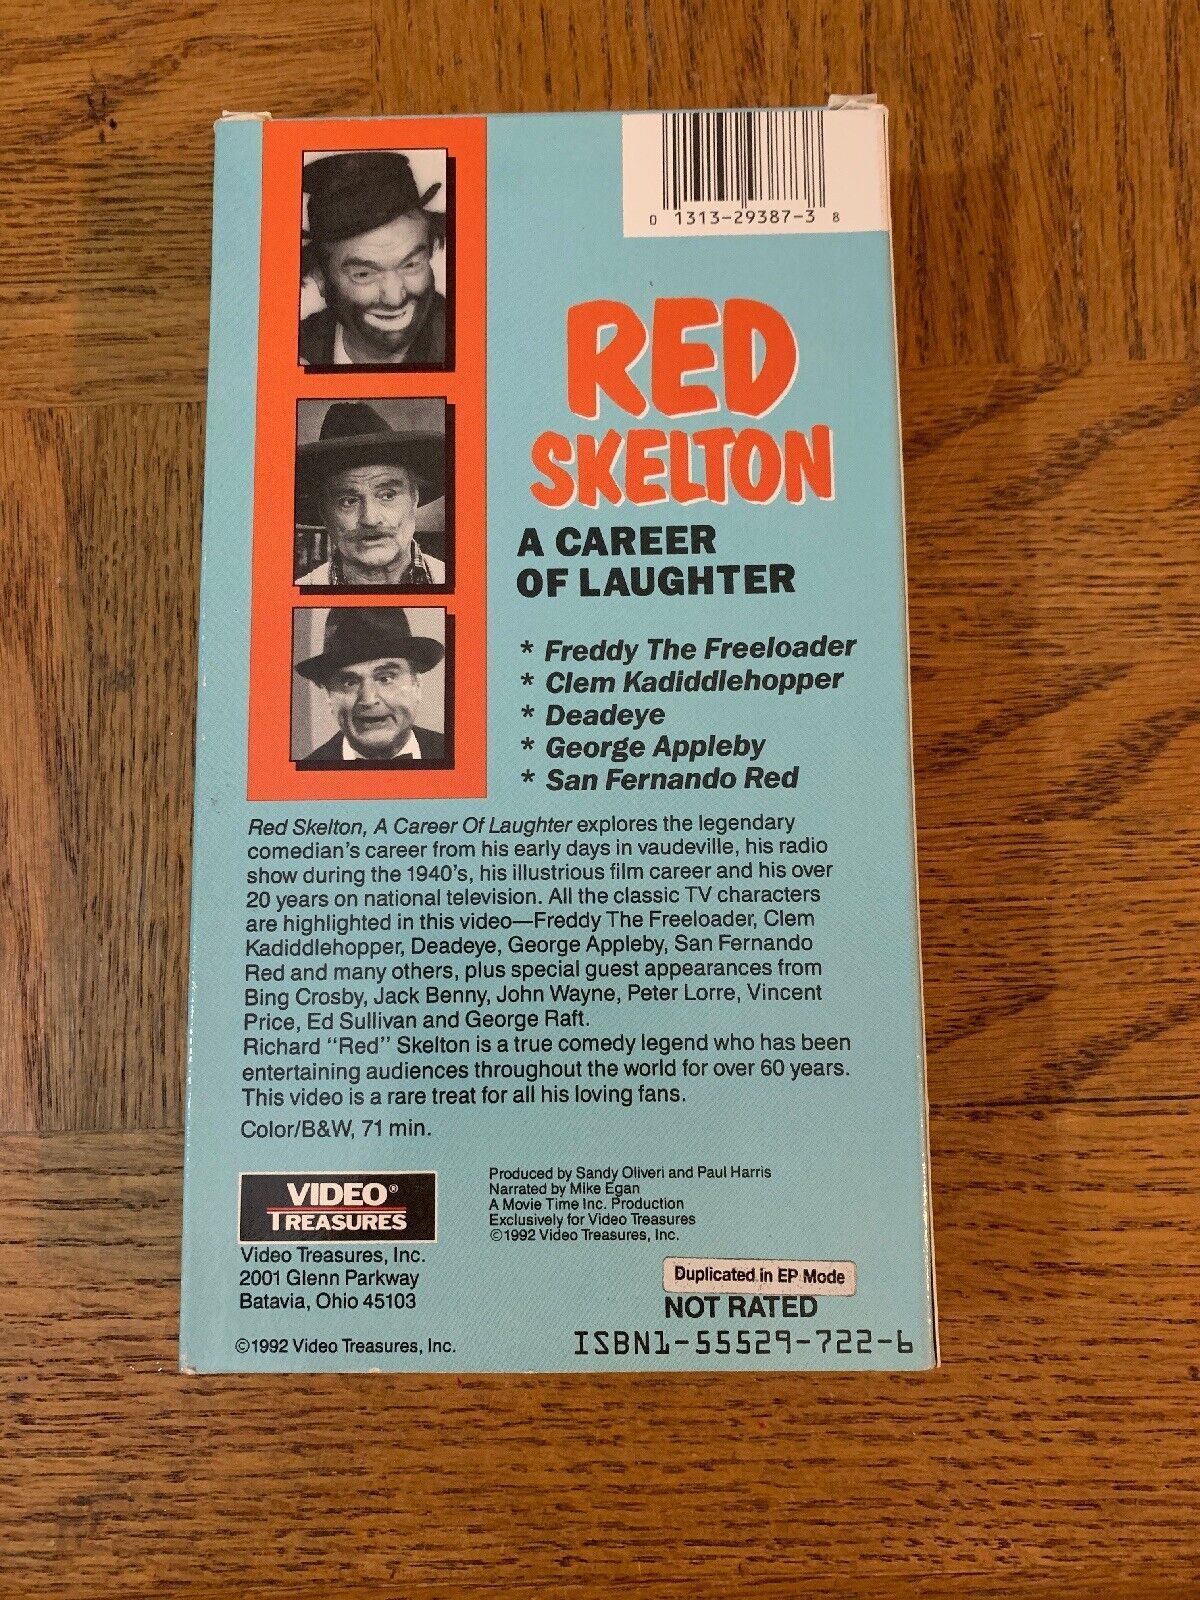 0 1313-29387-3 8
RED
SKELTON
A CAREER
OF LAUGHTER
* Freddy The Freeloader
* Clem Kadiddlehopper
* Deadeye
* George Appleby
* San Fernando Red
Red Skelton, A Career Of Laughter explores the legendary
comedian's career from his early days in vaudeville, his radio
show during the 1940's, his illustrious film career and his over
20 years on national television. All the classic TV characters
are highlighted in this video—Freddy The Freeloader, Clem
Kadiddlehopper, Deadeye, George Appleby, San Fernando
Red and many others, plus special guest appearances from
Bing Crosby, Jack Benny, John Wayne, Peter Lorre, Vincent
Price, Ed Sullivan and George Raft.
Richard "Red" Skelton is a true comedy legend who has been
entertaining audiences throughout the world for over 60 years.
This video is a rare treat for all his loving fans.
Color/B&W, 71 min.
VIDEO®
TREASURES
Video Treasures, Inc.
2001 Glenn Parkway
Batavia, Ohio 45103
©1992 Video Treasures, Inc.
Produced by Sandy Oliveri and Paul Harris
Narrated by Mike Egan
A Movie Time Inc. Production
Exclusively for Video Treasures
©1992 Video Treasures, Inc.
Duplicated in EP Mode
NOT RATED
ISBN1-55529-722-6